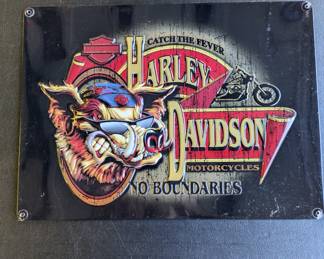 CATCH THE FEVER
HARLEY
DAVIDSON
MOTORCYCLES
NO BOUNDARIES